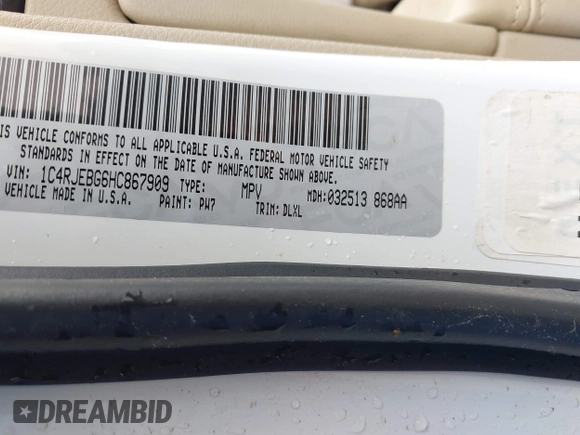 IS VEHICLE CONFORMS TO ALL APPLICABLE U.S.A. FEDERAL MOTOR VEHICLE SAFETY
STANDARDS IN EFFECT ON THE DATE OF MANUFACTURE SHOWN ABOVE.
VIN: 1C4RJEBG6HC867909 TYPE: MPV MDH:032513 868AA
VEHICLE MADE IN U.S.A. PAINT: PW7 TRIM: DLXL
DREAMBID